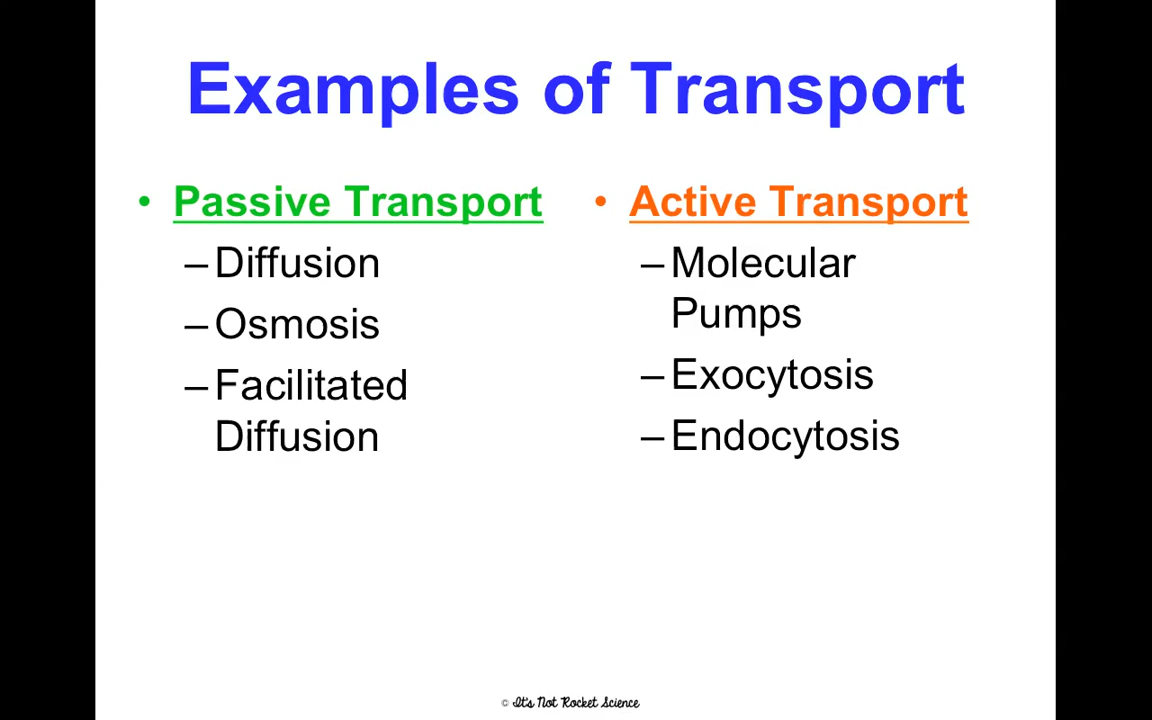 Examples of Transport
• Passive Transport
–Diffusion
–Osmosis
–Facilitated
Diffusion
• Active Transport
–Molecular
Pumps
–Exocytosis
–Endocytosis
© It's Not Rocket Science